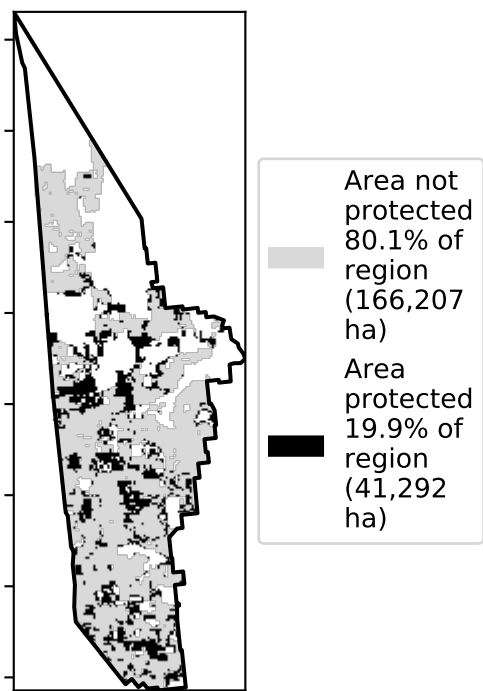 Area not
protected
80.1% of
region
(166,207
ha)
Area
protected
19.9% of
region
(41,292
ha)